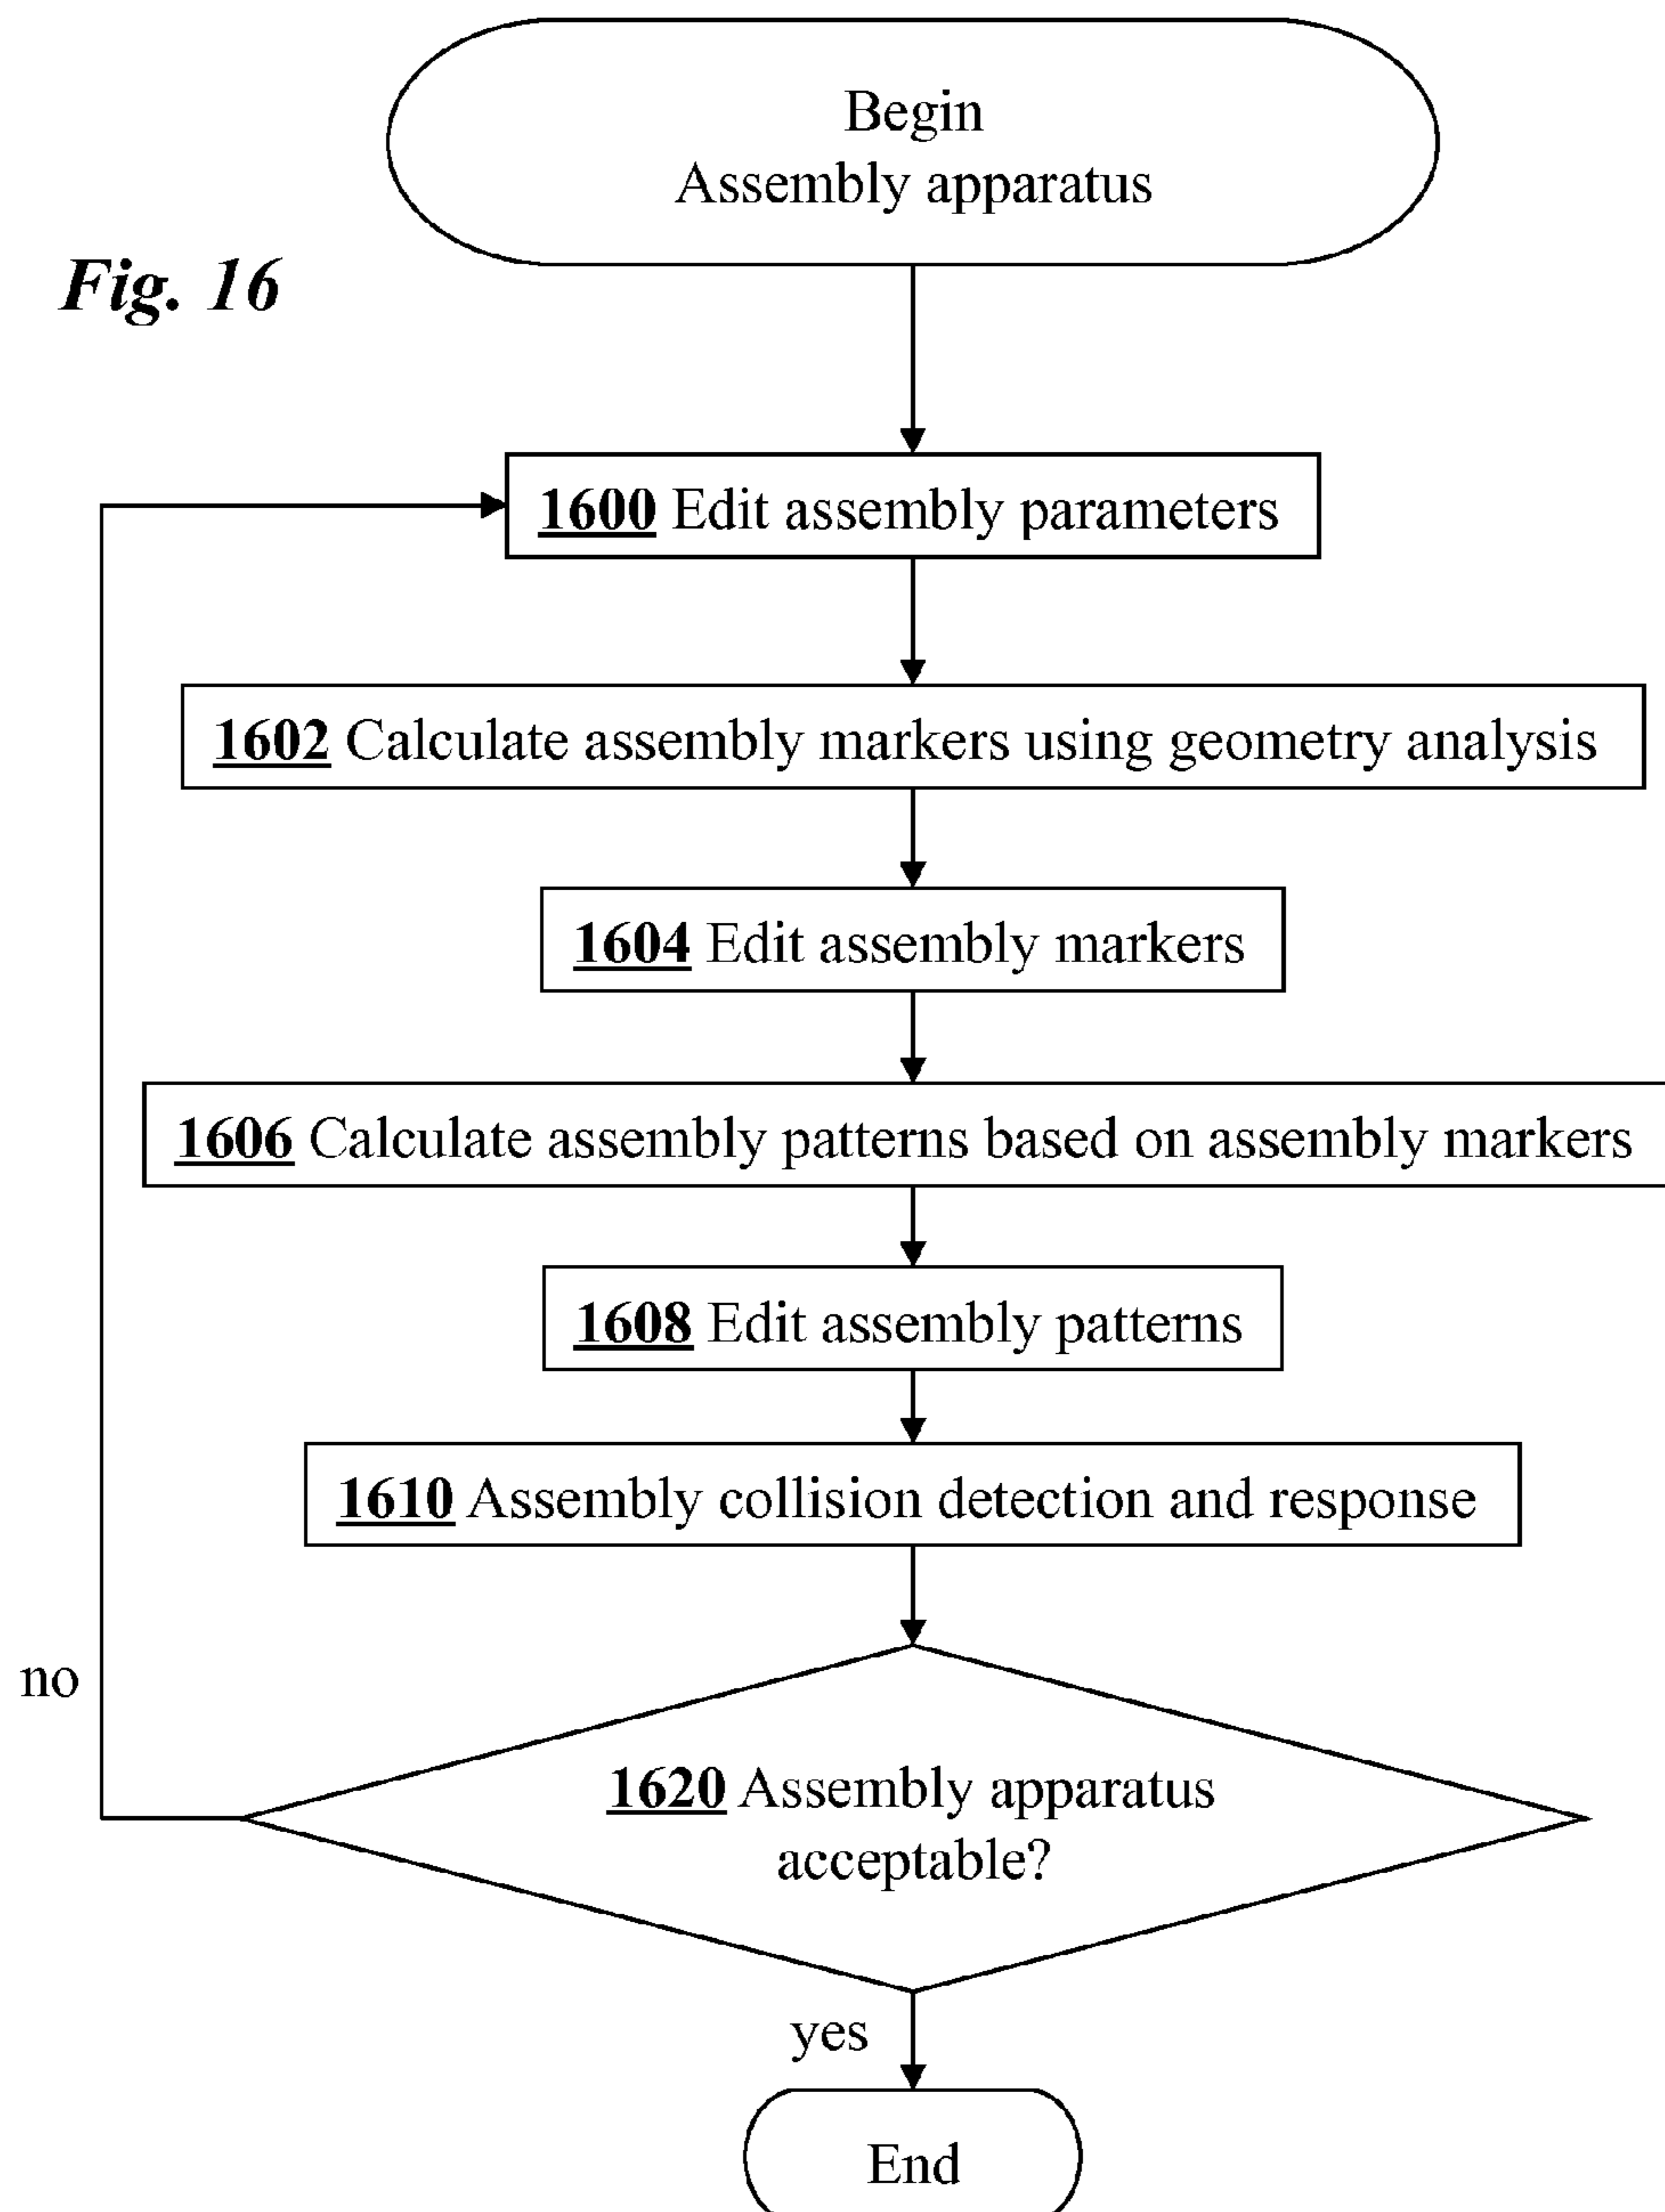 Begin
Assembly apparatus
Fig. 16
1600 Edit assembly parameters
1602 Calculate assembly markers using geometry analysis
1604 Edit assembly markers
1606 Calculate assembly patterns based on assembly markers
1608 Edit assembly patterns
1610 Assembly collision detection and response
no
1620 Assembly apparatus
acceptable?
yes
End